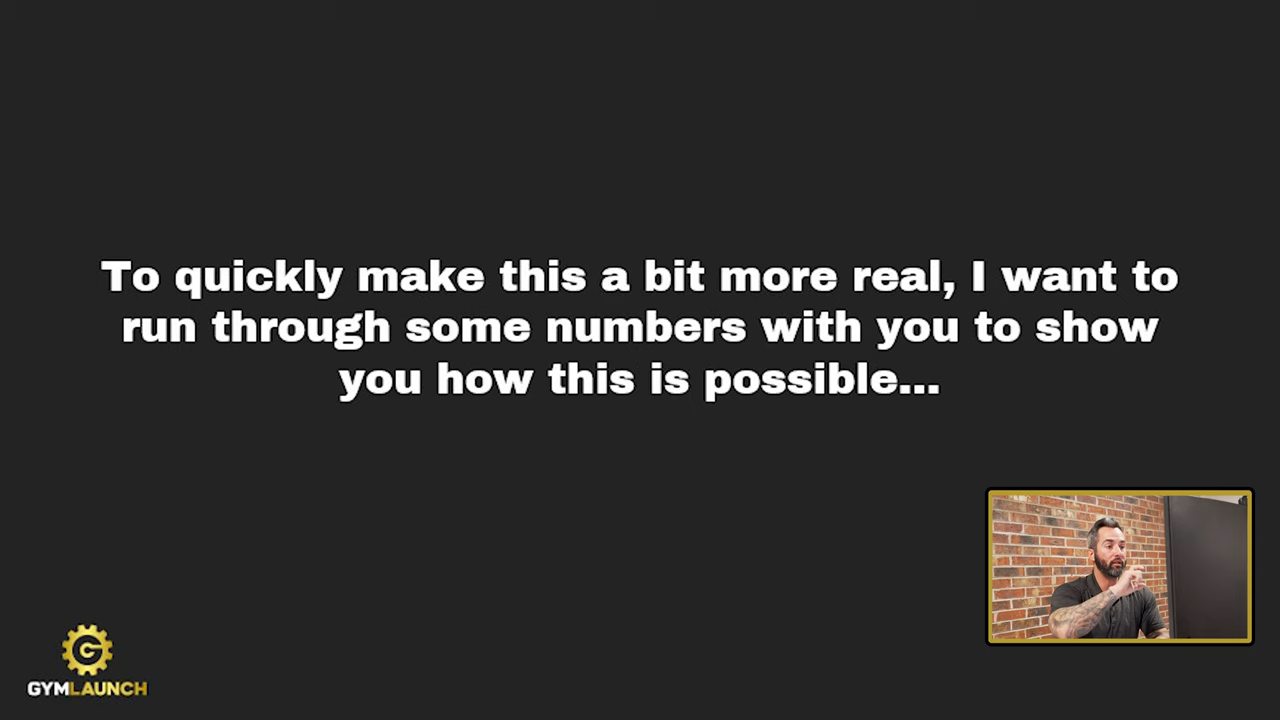 To quickly make this a bit more real, I want to
run through some numbers with you to show
you how this is possible...
G
GYMLAUNCH